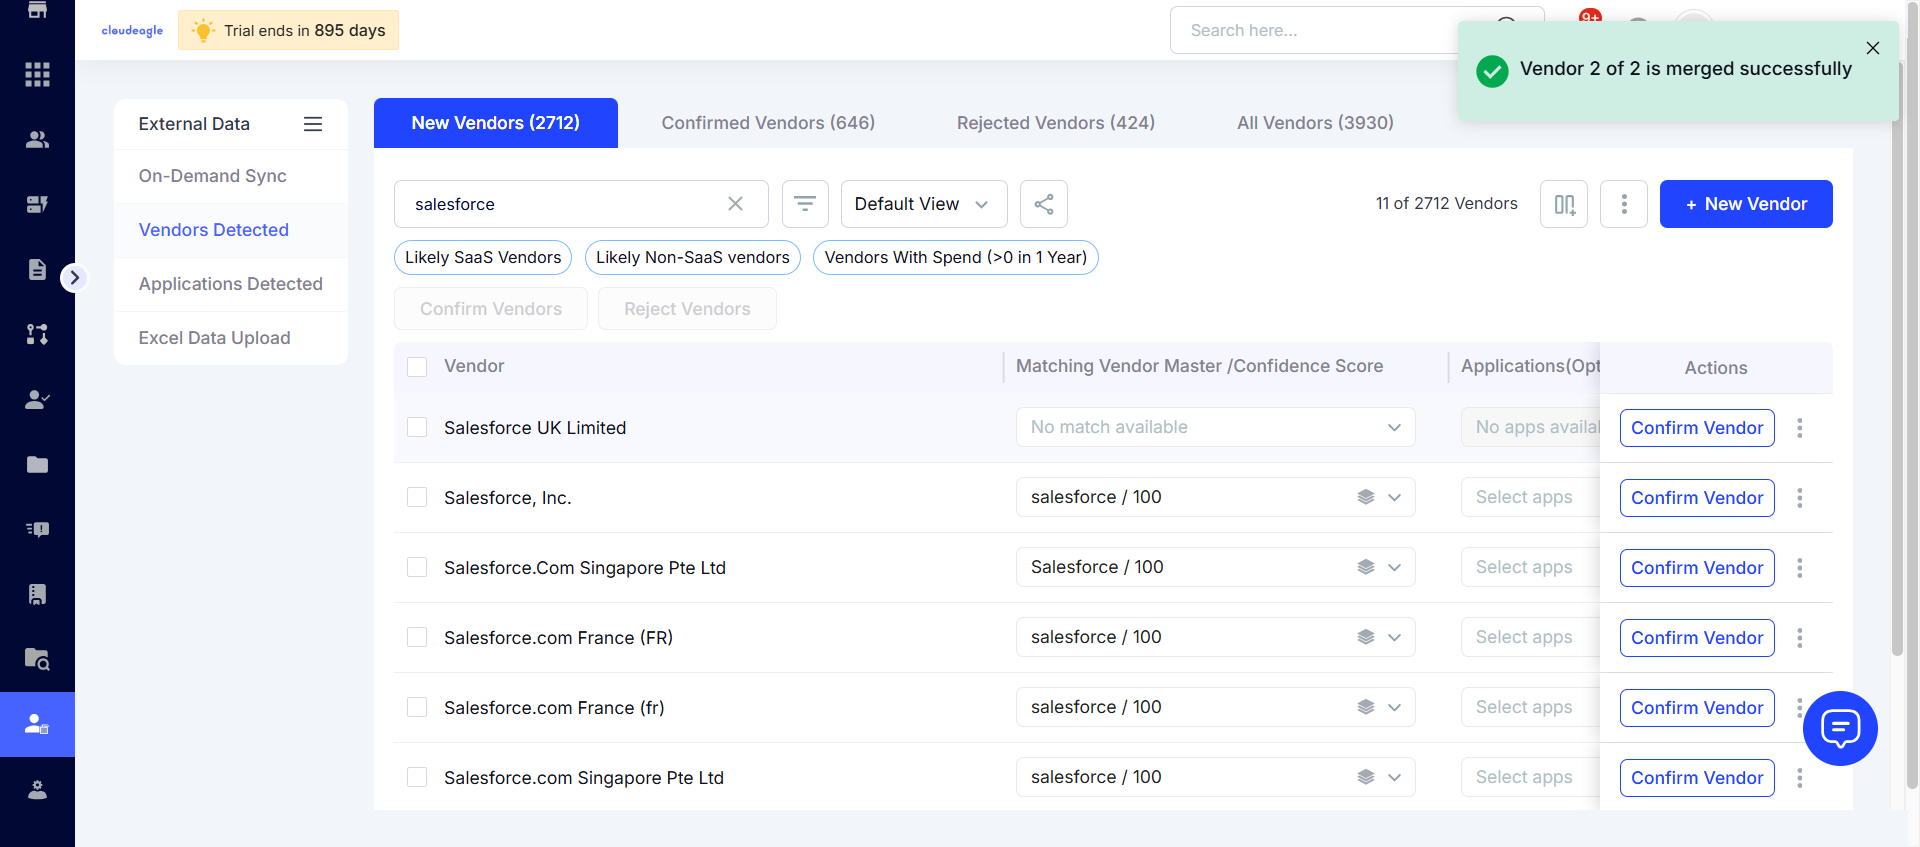 cloudeagle
Trial ends in 895 days
Search here...
9+
Vendor 2 of 2 is merged successfully
External Data
On-Demand Sync
Vendors Detected
Applications Detected
Excel Data Upload
New Vendors (2712)
Confirmed Vendors (646)
Rejected Vendors (424)
All Vendors (3930)
salesforce
Default View
11 of 2712 Vendors
+ New Vendor
Likely SaaS Vendors
Likely Non-SaaS vendors
Vendors With Spend (>0 in 1 Year)
Confirm Vendors
Reject Vendors
Vendor
Matching Vendor Master /Confidence Score
Applications(Opt
Actions
Salesforce UK Limited
No match available
No apps availal
Confirm Vendor
Salesforce, Inc.
salesforce / 100
Select apps
Confirm Vendor
Salesforce.Com Singapore Pte Ltd
Salesforce / 100
Select apps
Confirm Vendor
Salesforce.com France (FR)
salesforce / 100
Select apps
Confirm Vendor
Salesforce.com France (fr)
salesforce / 100
Select apps
Confirm Vendor
Salesforce.com Singapore Pte Ltd
salesforce / 100
Select apps
Confirm Vendor